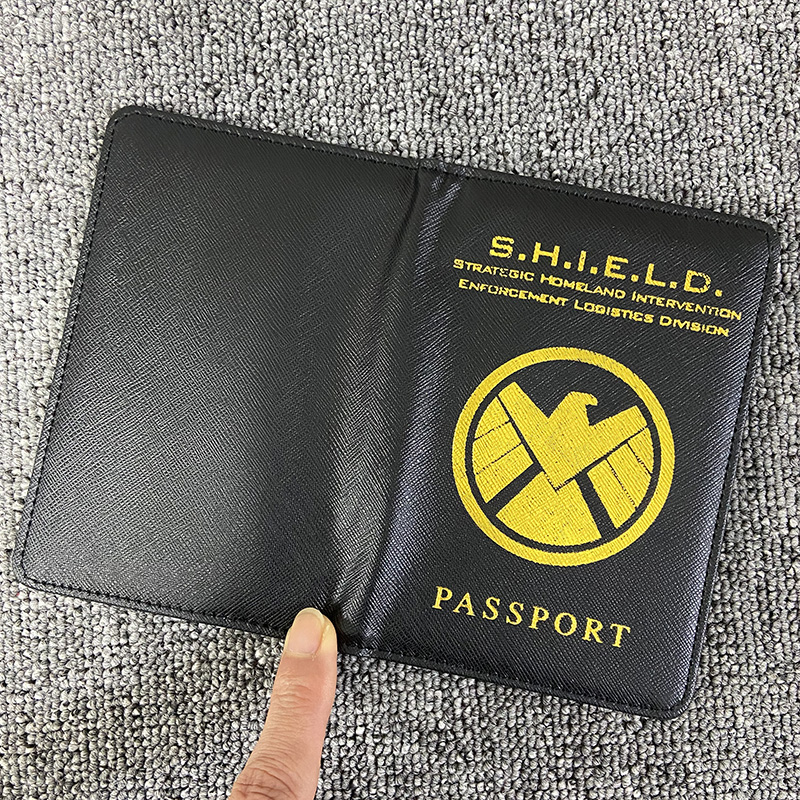 S.H.I.E.L.D.
STRATEGIC HOMELAND INTERVENTION
ENFORCEMENT LOGISTICS DIVISION
PASSPORT